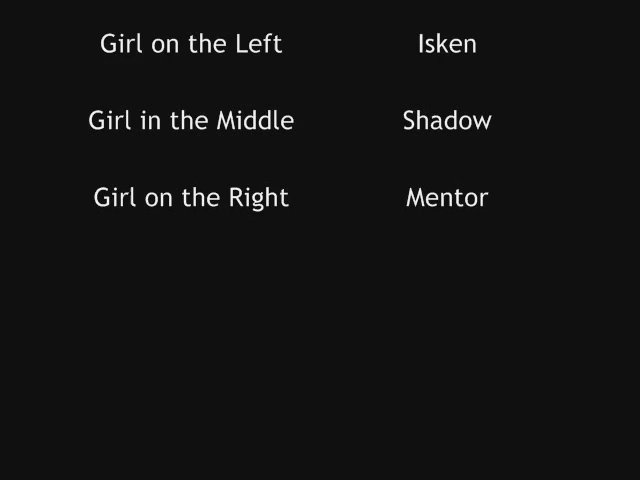 Girl on the Left Isken
Girl in the Middle Shadow
Girl on the Right Mentor